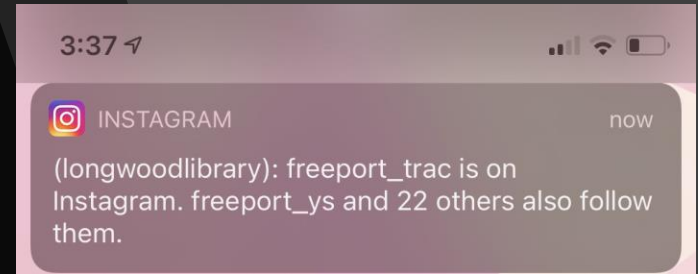 3:37
INSTAGRAM
now
(longwoodlibrary): freeport_trac is on
Instagram. freeport_ys and 22 others also follow
them.